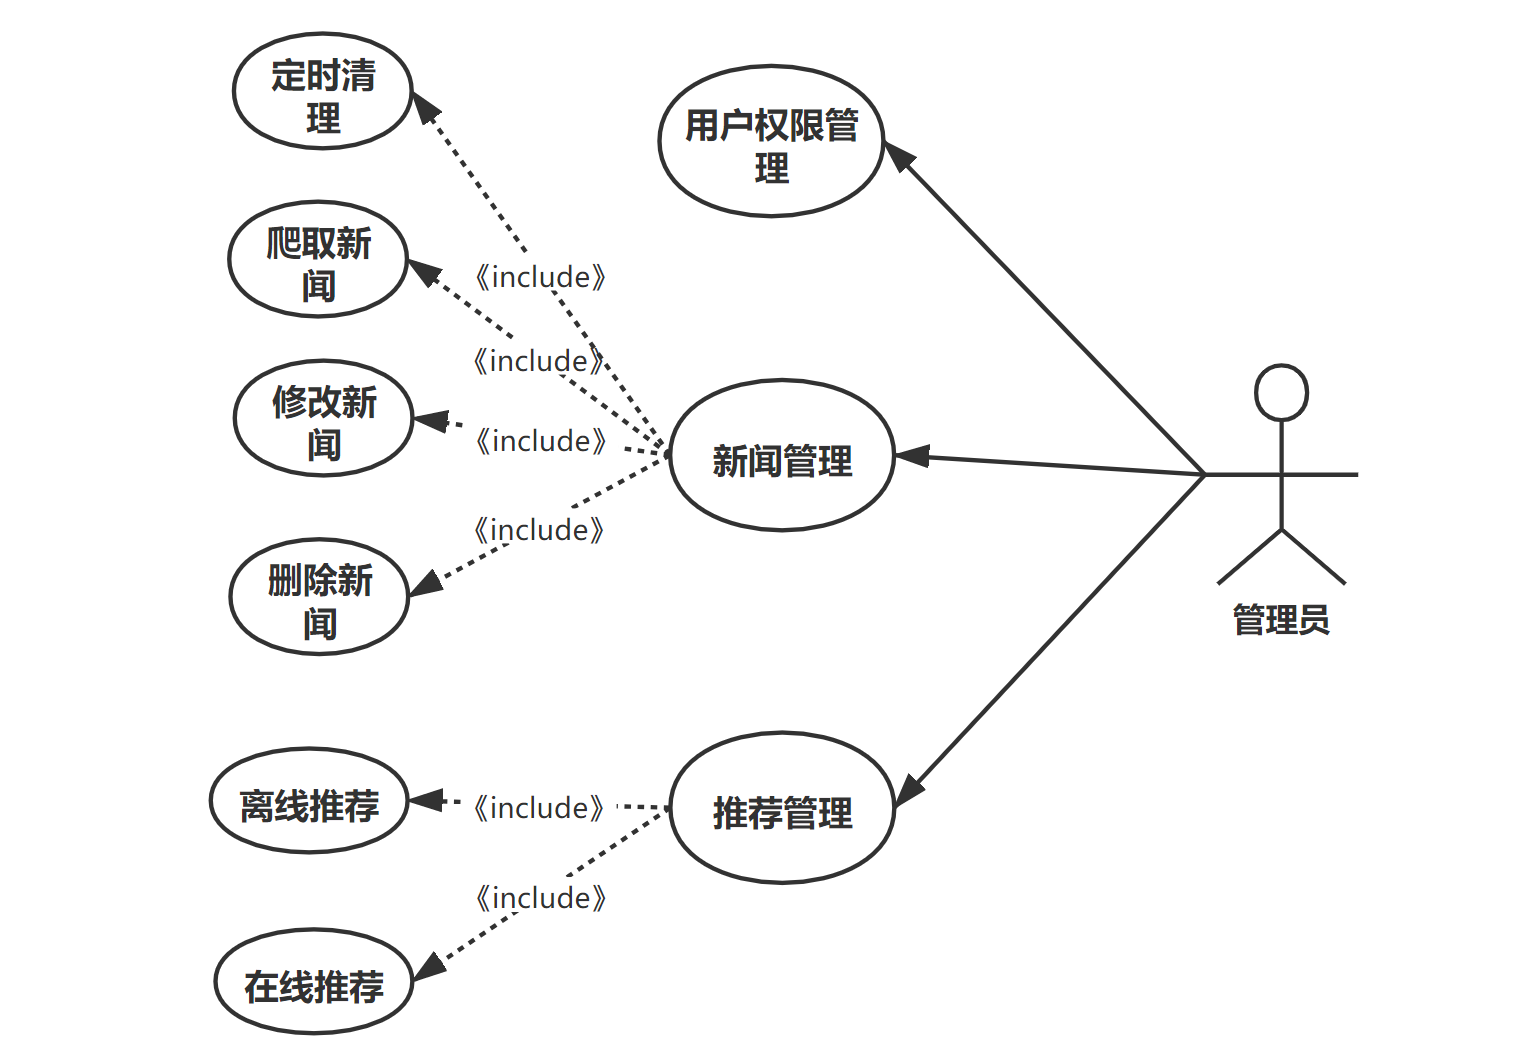 定时清
理
用户权限管
理
爬取新
闻
《include》
《include》
修改新
闻
《include》
新闻管理
《include》
删除新
闻
管理员
离线推荐
《include》
推荐管理
《include》
在线推荐